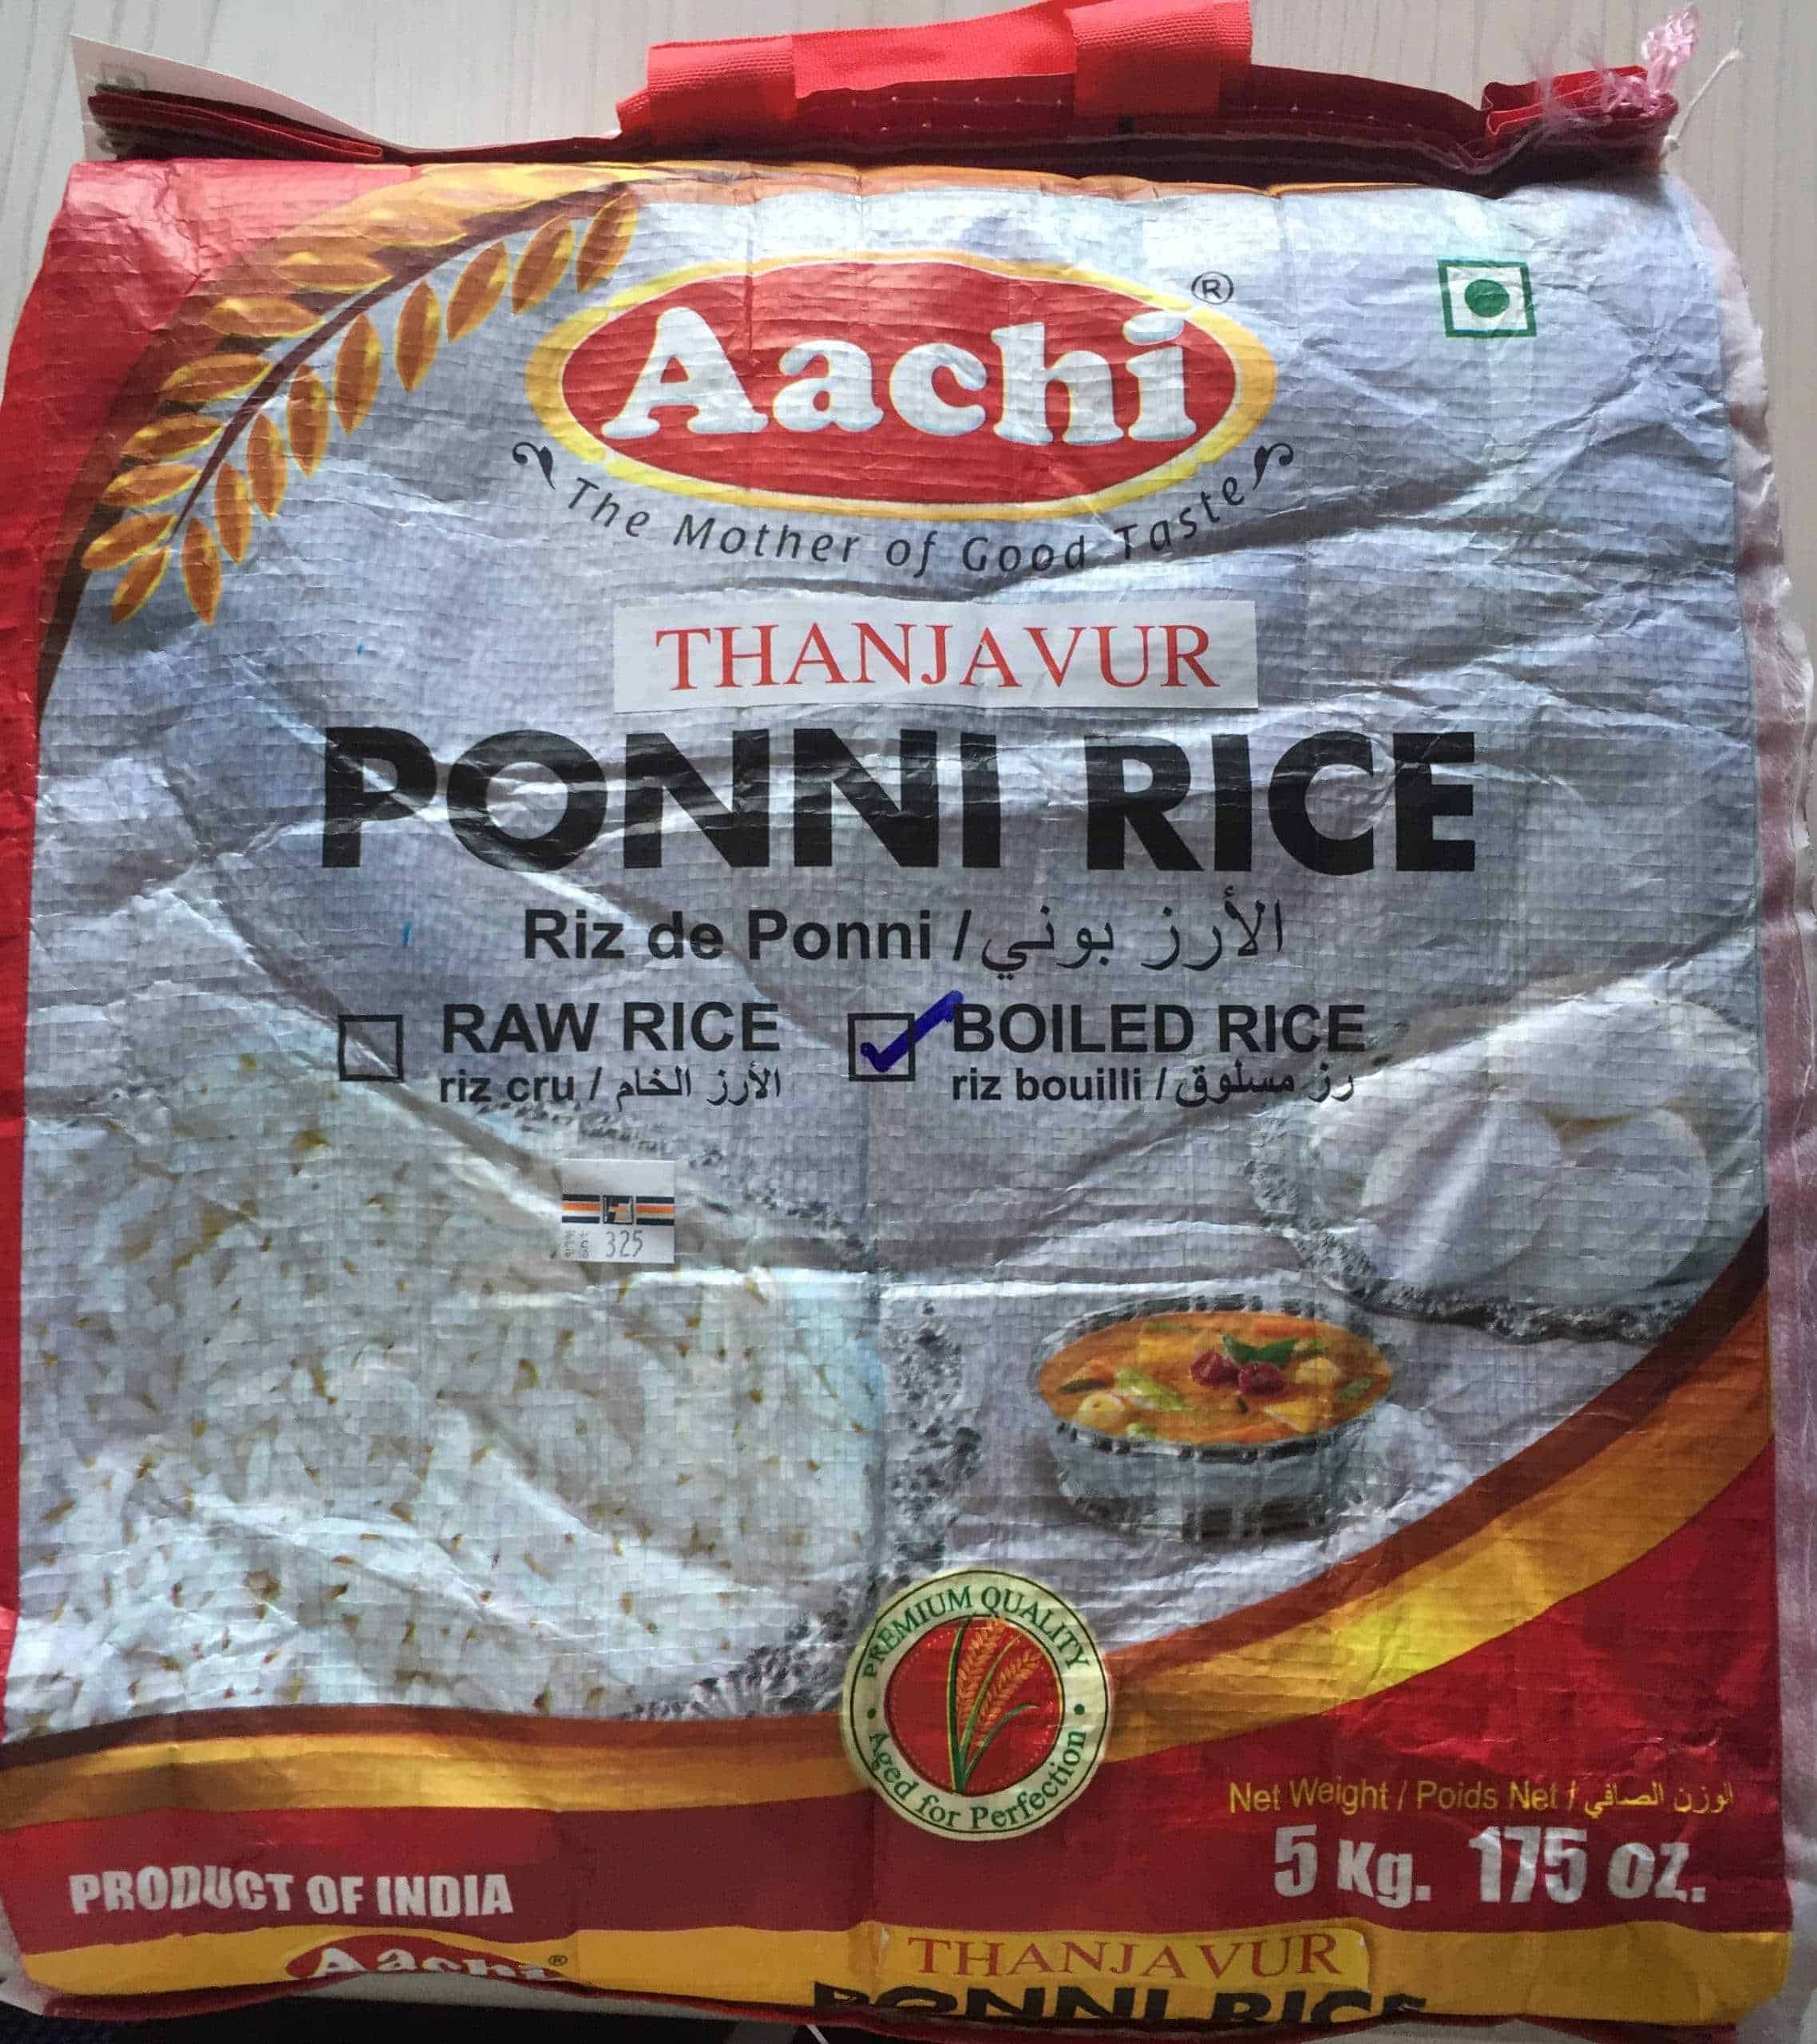 Aachi ®
The Mother of Good Taste
THANJAVUR
PONNI RICE
Riz de Ponni / الأرز بوني
RAW RICE
riz cru / الأرز الخام
BOILED RICE
riz bouilli / رز مسلوق
325
PREMIUM QUALITY
Aged for Perfection
Net Weight / Poids Net / الوزن الصافي
5 Kg. 175 oz.
PRODUCT OF INDIA
Aachi ®
THANJAVUR
PONNI RICE